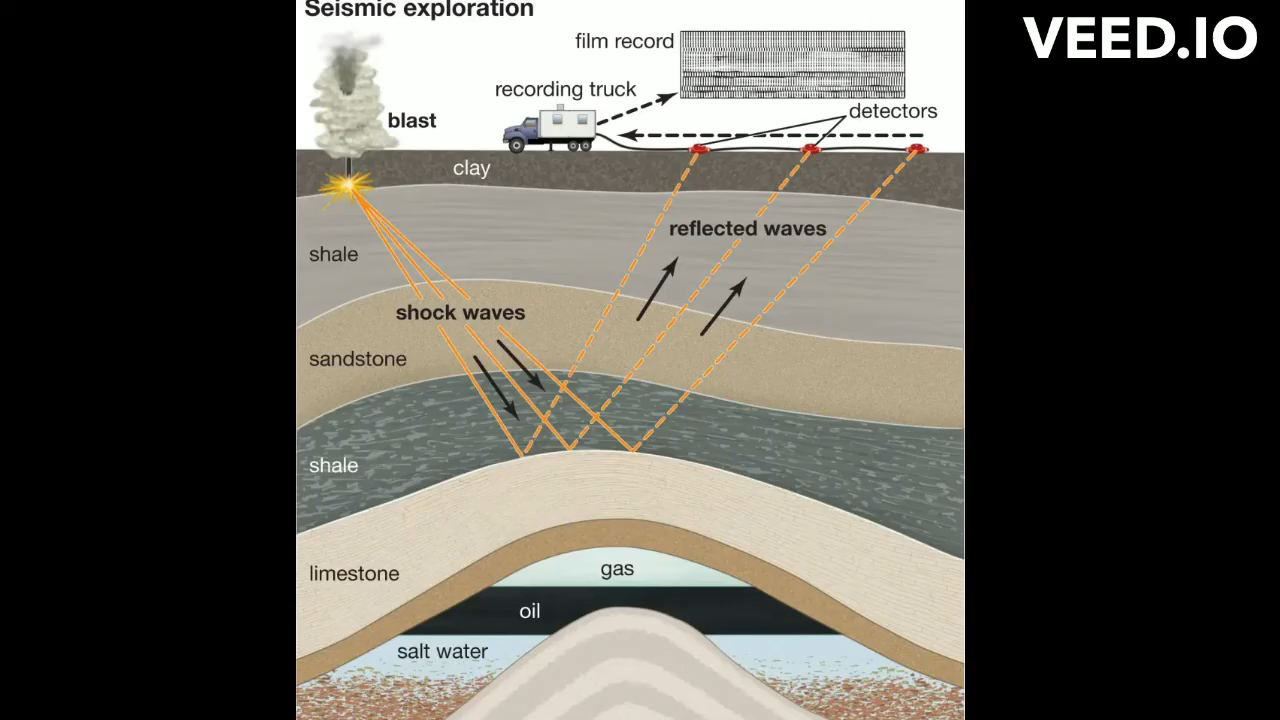 Seismic exploration
VEED.IO
film record
recording truck
detectors
blast
clay
reflected waves
shale
shock waves
sandstone
shale
limestone
gas
oil
salt water